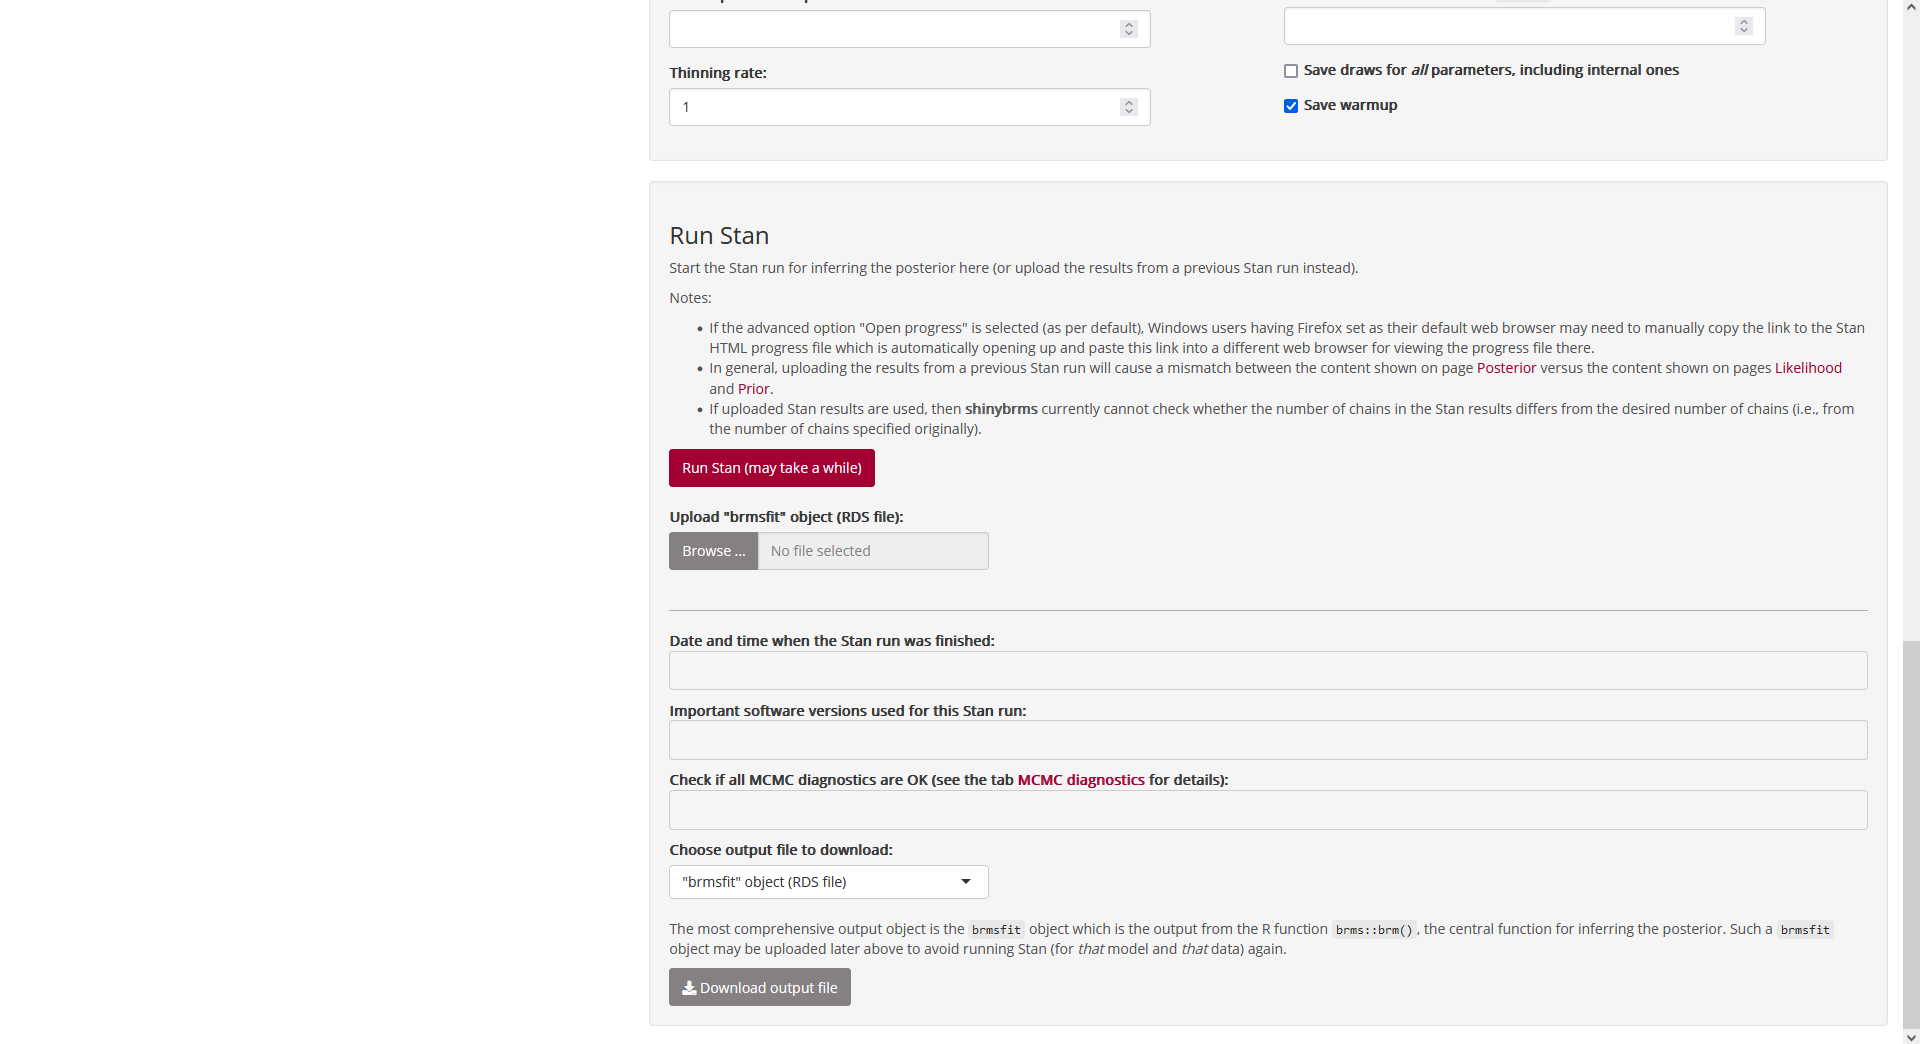 Thinning rate:
1
Save draws for all parameters, including internal ones
Save warmup
Run Stan
Start the Stan run for inferring the posterior here (or upload the results from a previous Stan run instead).
Notes:
• If the advanced option "Open progress" is selected (as per default), Windows users having Firefox set as their default web browser may need to manually copy the link to the Stan
HTML progress file which is automatically opening up and paste this link into a different web browser for viewing the progress file there.
• In general, uploading the results from a previous Stan run will cause a mismatch between the content shown on page Posterior versus the content shown on pages Likelihood
and Prior.
• If uploaded Stan results are used, then shinybrms currently cannot check whether the number of chains in the Stan results differs from the desired number of chains (i.e., from
the number of chains specified originally).
Run Stan (may take a while)
Upload "brmsfit" object (RDS file):
Browse ... No file selected
Date and time when the Stan run was finished:
Important software versions used for this Stan run:
Check if all MCMC diagnostics are OK (see the tab MCMC diagnostics for details):
Choose output file to download:
"brmsfit" object (RDS file)
The most comprehensive output object is the brmsfit object which is the output from the R function brms::brm(), the central function for inferring the posterior. Such a brmsfit
object may be uploaded later above to avoid running Stan (for that model and that data) again.
Download output file